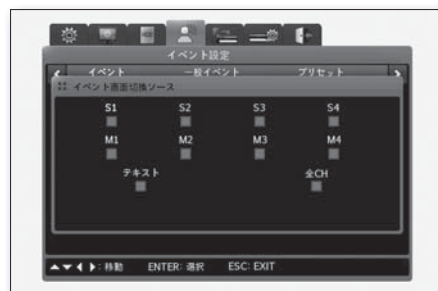 イベント設定
イベント 一般イベント プリセット
イベント画面切換ソース
S1 S2 S3 S4
M1 M2 M3 M4
テキスト 全CH
▲▼◀▶: 移動 ENTER: 選択 ESC: EXIT